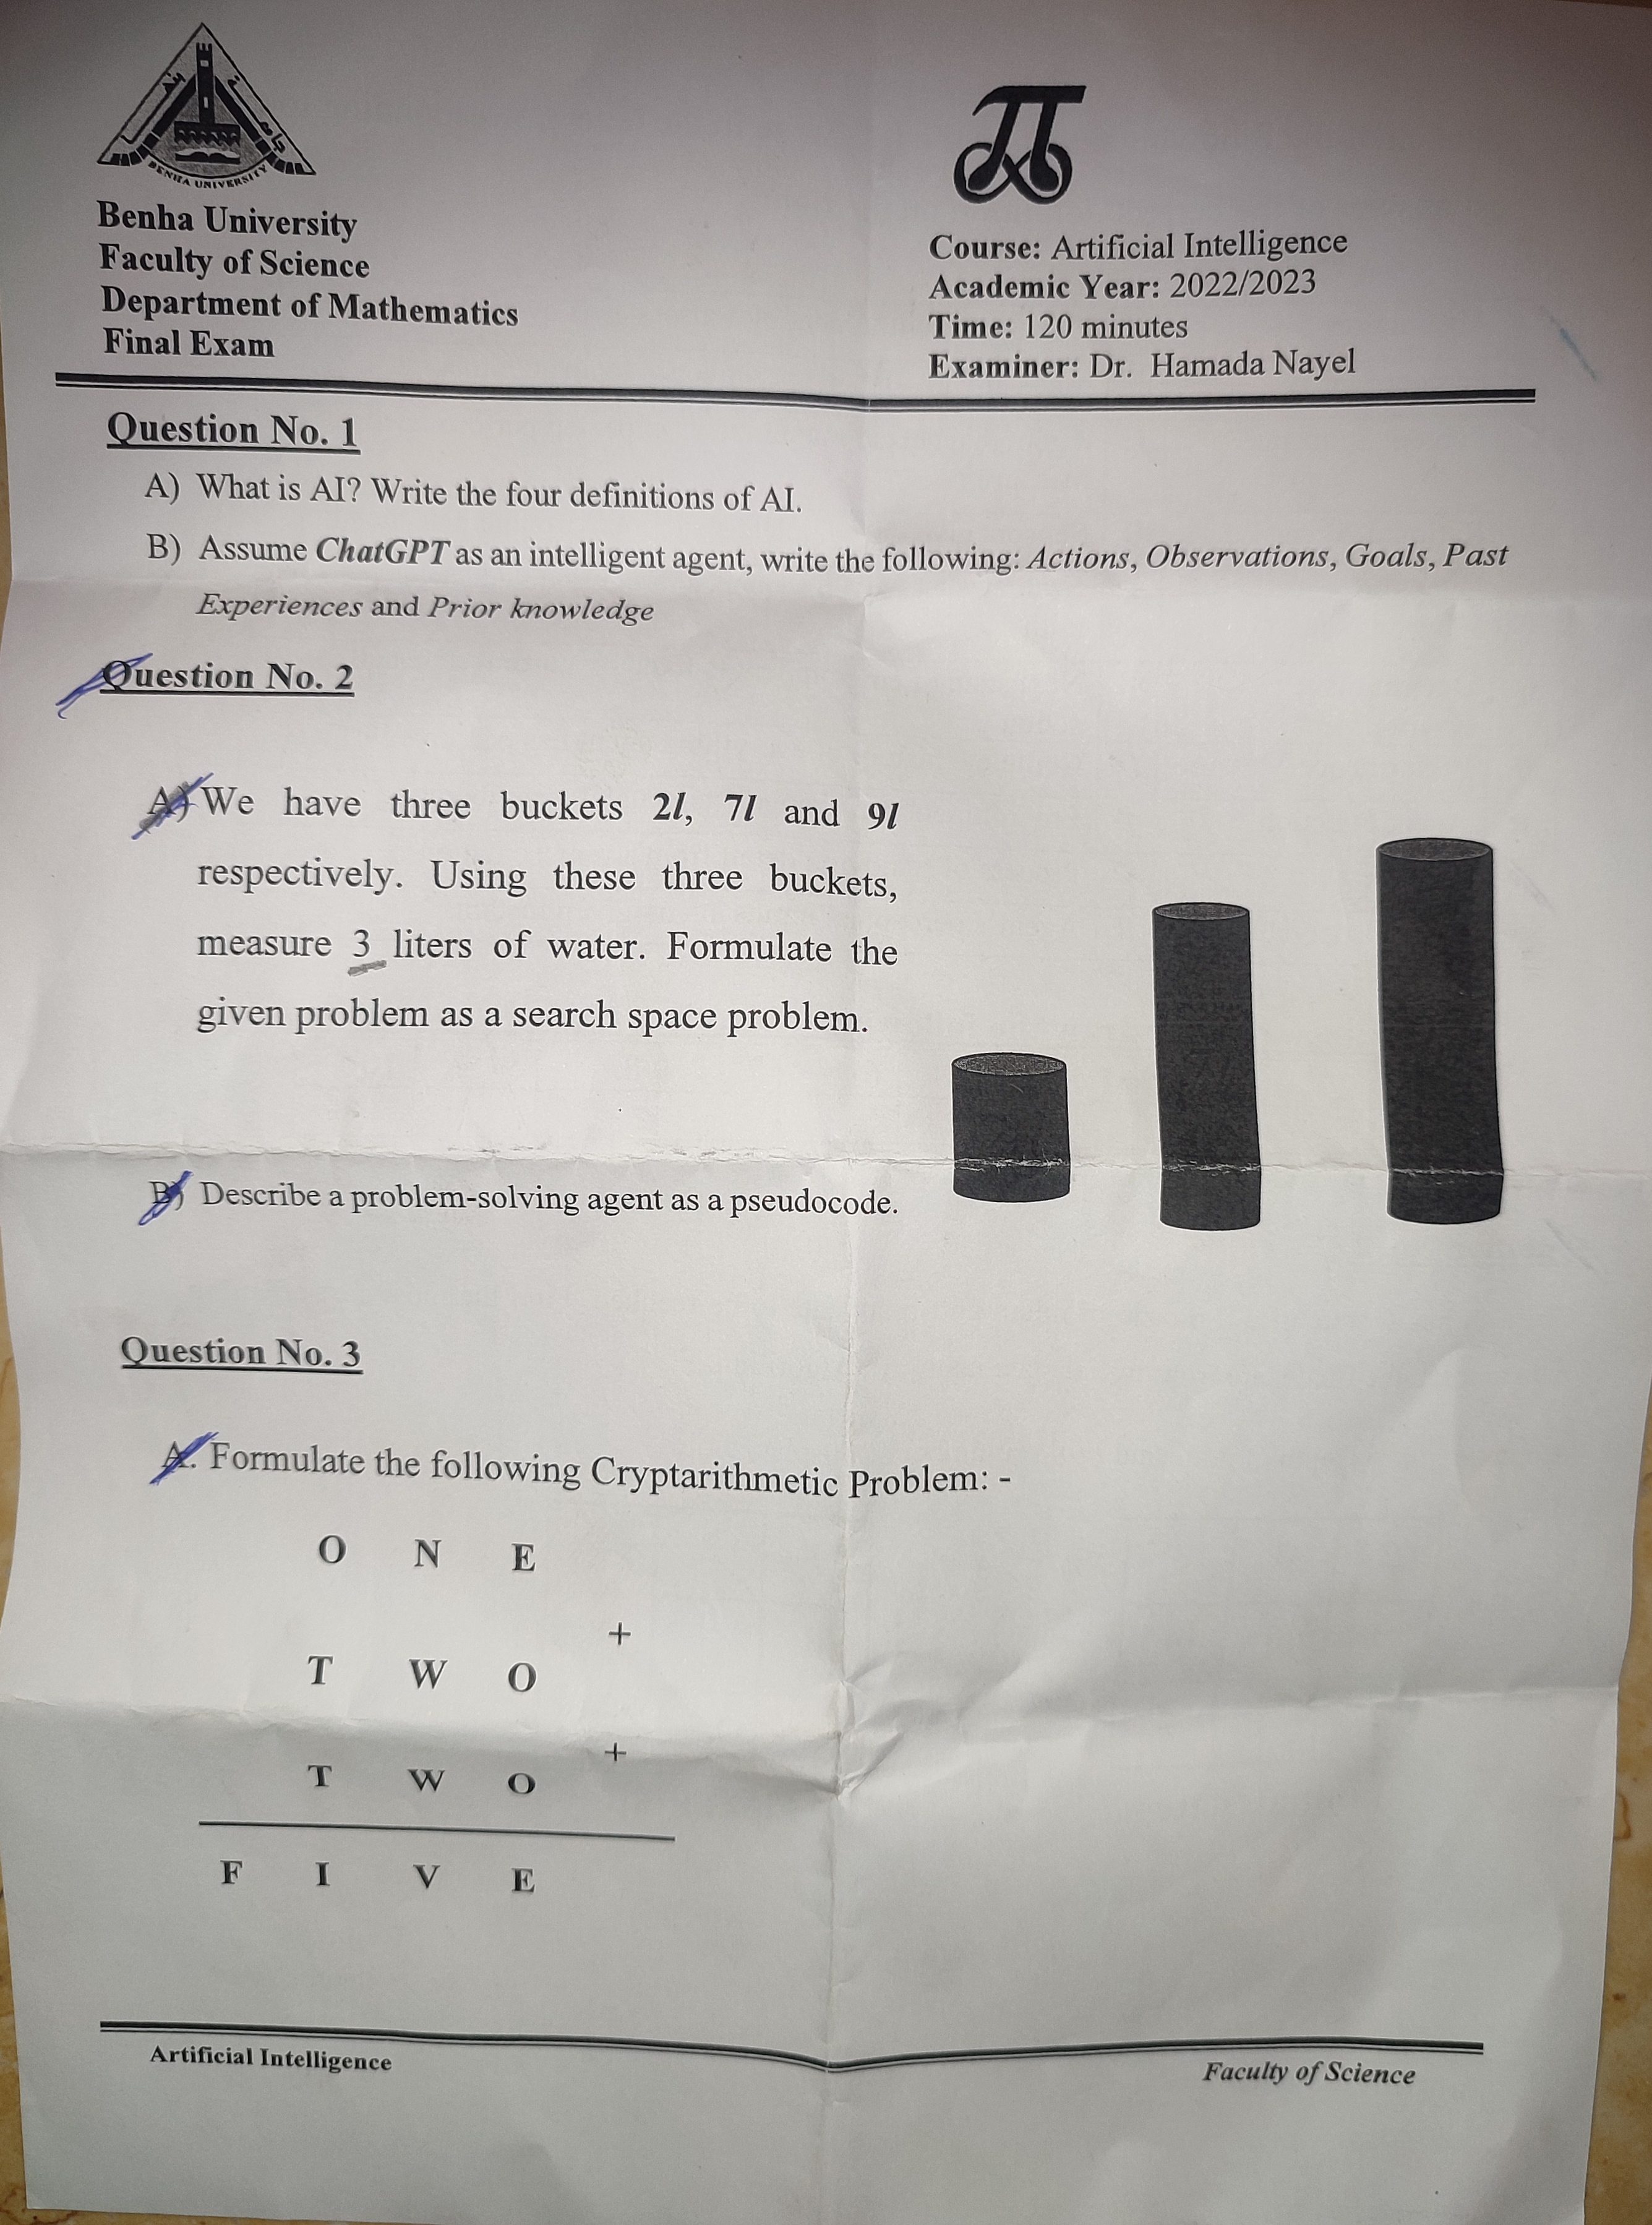 BENHA UNIVERSITY
Benha University
Faculty of Science
Department of Mathematics
Final Exam
Course: Artificial Intelligence
Academic Year: 2022/2023
Time: 120 minutes
Examiner: Dr. Hamada Nayel
Question No. 1
A) What is AI? Write the four definitions of AI.
B) Assume ChatGPT as an intelligent agent, write the following: Actions, Observations, Goals, Past
Experiences and Prior knowledge
Question No. 2
A) We have three buckets 2l, 7l and 9l
respectively. Using these three buckets,
measure 3 liters of water. Formulate the
given problem as a search space problem.
B) Describe a problem-solving agent as a pseudocode.
Question No. 3
A. Formulate the following Cryptarithmetic Problem: -
O N E
+
T W O
+
T W O
F I V E
Artificial Intelligence
Faculty of Science